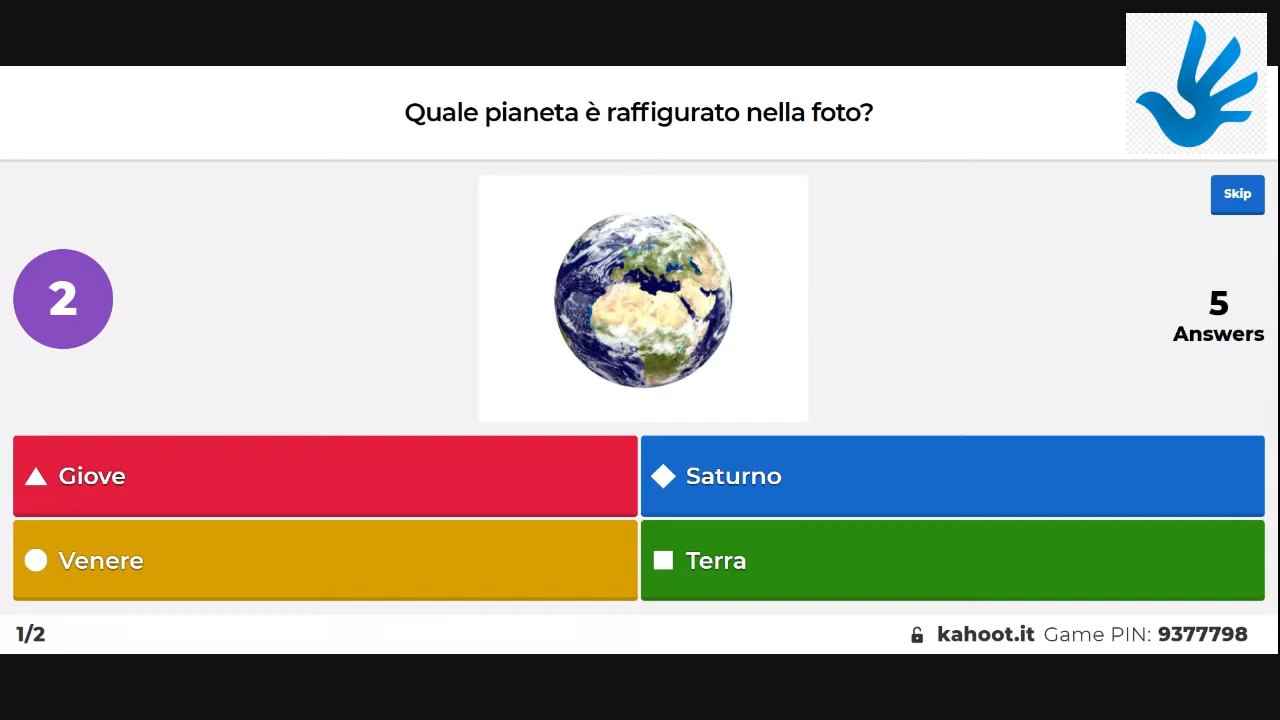 Quale pianeta è raffigurato nella foto?
Skip
2
5
Answers
Giove
Saturno
Venere
Terra
1/2
kahoot.it Game PIN: 9377798